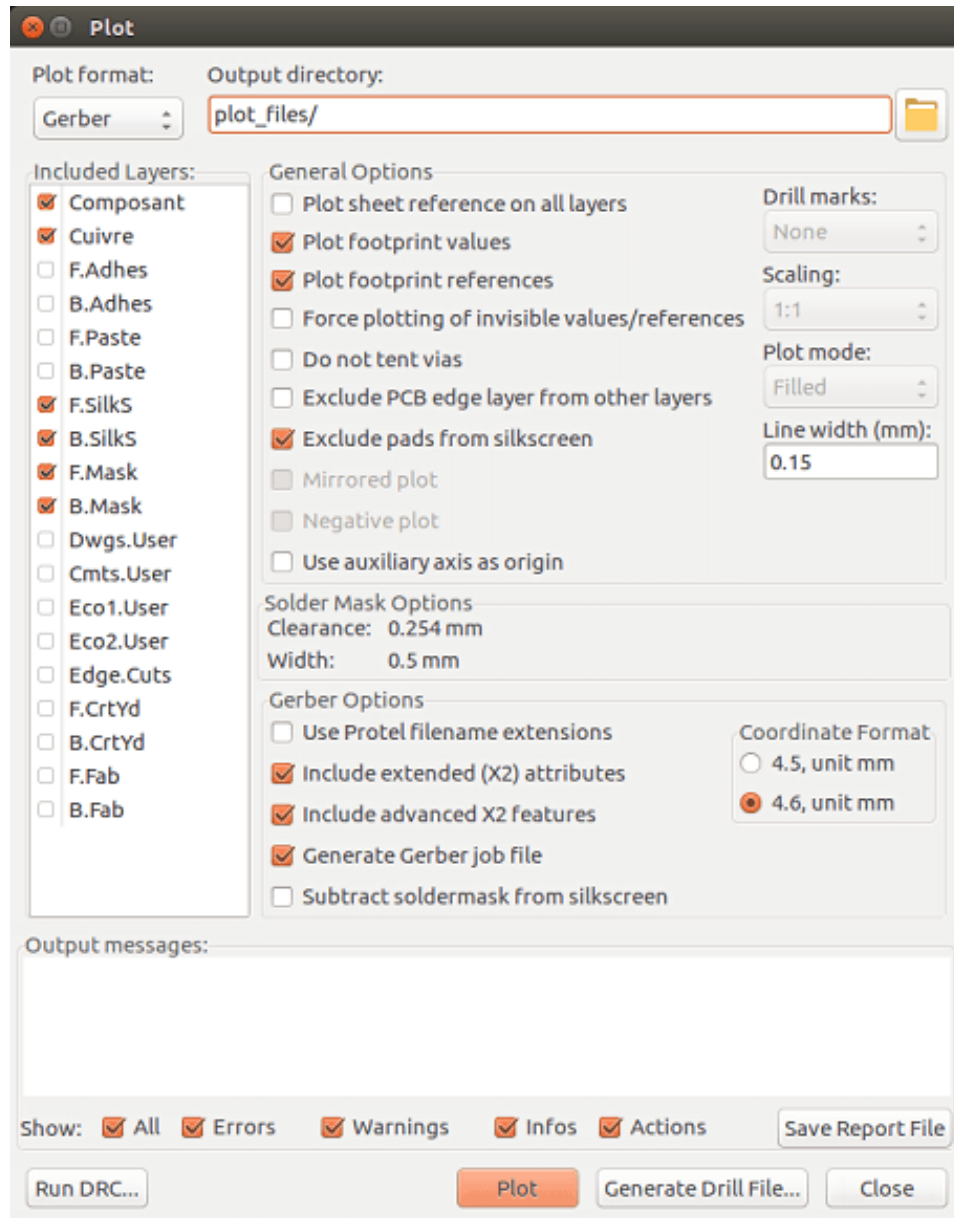 Plot
Plot format:
Output directory:
Gerber
plot_files/
Included Layers:
Composant
Cuivre
F.Adhes
B.Adhes
F.Paste
B.Paste
F.SilkS
B.SilkS
F.Mask
B.Mask
Dwgs.User
Cmts.User
Eco1.User
Eco2.User
Edge.Cuts
F.CrtYd
B.CrtYd
F.Fab
B.Fab
General Options
Plot sheet reference on all layers
Plot footprint values
Plot footprint references
Force plotting of invisible values/references
Do not tent vias
Exclude PCB edge layer from other layers
Exclude pads from silkscreen
Mirrored plot
Negative plot
Use auxiliary axis as origin
Drill marks:
None
Scaling:
1:1
Plot mode:
Filled
Line width (mm):
0.15
Solder Mask Options
Clearance: 0.254 mm
Width: 0.5 mm
Gerber Options
Use Protel filename extensions
Include extended (X2) attributes
Include advanced X2 features
Generate Gerber job file
Subtract soldermask from silkscreen
Coordinate Format
4.5, unit mm
4.6, unit mm
Output messages:
Show: All Errors Warnings Infos Actions Save Report File
Run DRC... Plot Generate Drill File... Close